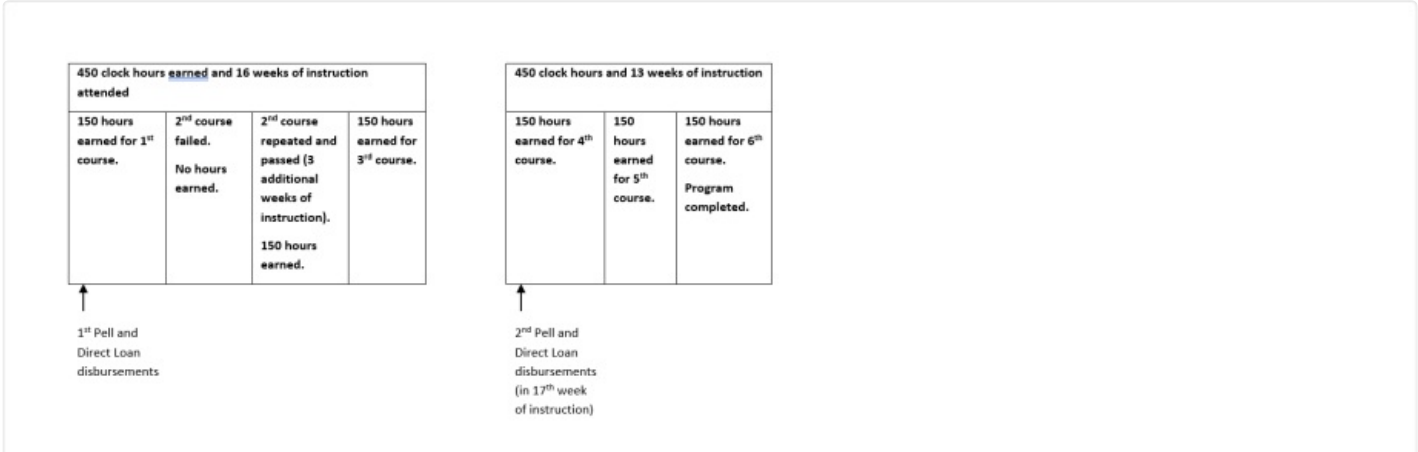 450 clock hours earned and 16 weeks of instruction
attended
150 hours
earned for 1st
course.
2nd course
failed.
No hours
earned.
2nd course
repeated and
passed (3
additional
weeks of
instruction).
150 hours
earned.
150 hours
earned for
3rd course.
1st Pell and
Direct Loan
disbursements
450 clock hours and 13 weeks of instruction
150 hours
earned for 4th
course.
150
hours
earned
for 5th
course.
150 hours
earned for 6th
course.
Program
completed.
2nd Pell and
Direct Loan
disbursements
(in 17th week
of instruction)